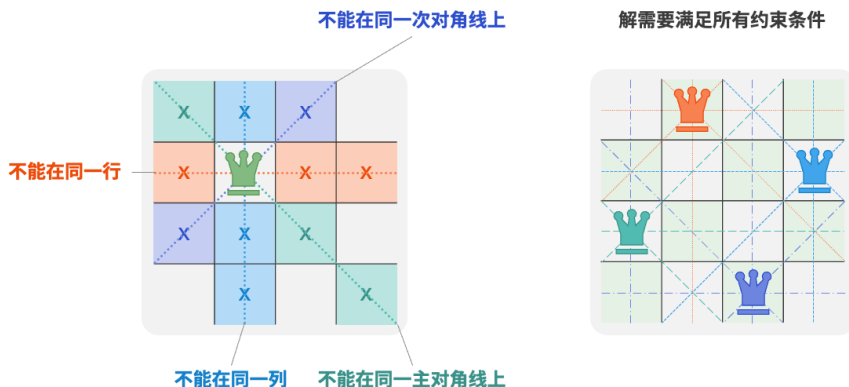 不能在同一次对角线上
解需要满足所有约束条件
X X X
不能在同一行
X X X
X X X
X X
不能在同一列
不能在同一主对角线上